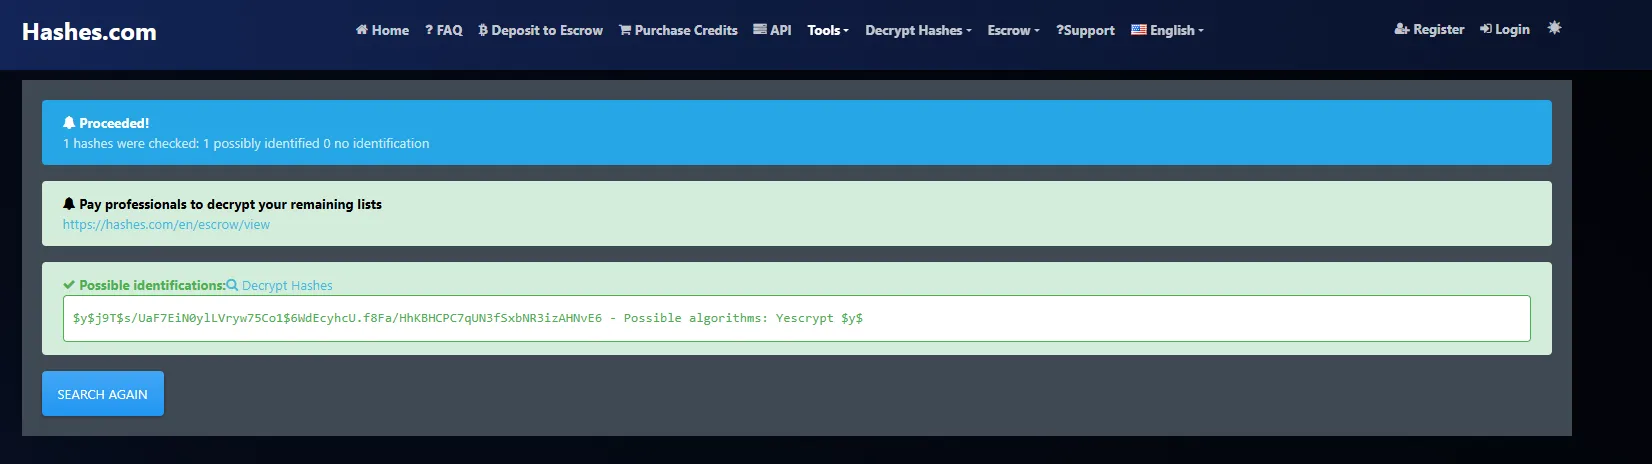 Hashes.com
Home ? FAQ Deposit to Escrow Purchase Credits API Tools Decrypt Hashes Escrow ?Support English Register Login
Proceeded!
1 hashes were checked: 1 possibly identified 0 no identification
Pay professionals to decrypt your remaining lists
https://hashes.com/en/escrow/view
Possible identifications: Decrypt Hashes
$y$j9T$s/UaF7EiN0ylLVryw75Co1$6WdEcyhcU.f8Fa/HhKBHCPC7qUN3fSxbNR3izAHNvE6 - Possible algorithms: Yescrypt $y$
SEARCH AGAIN